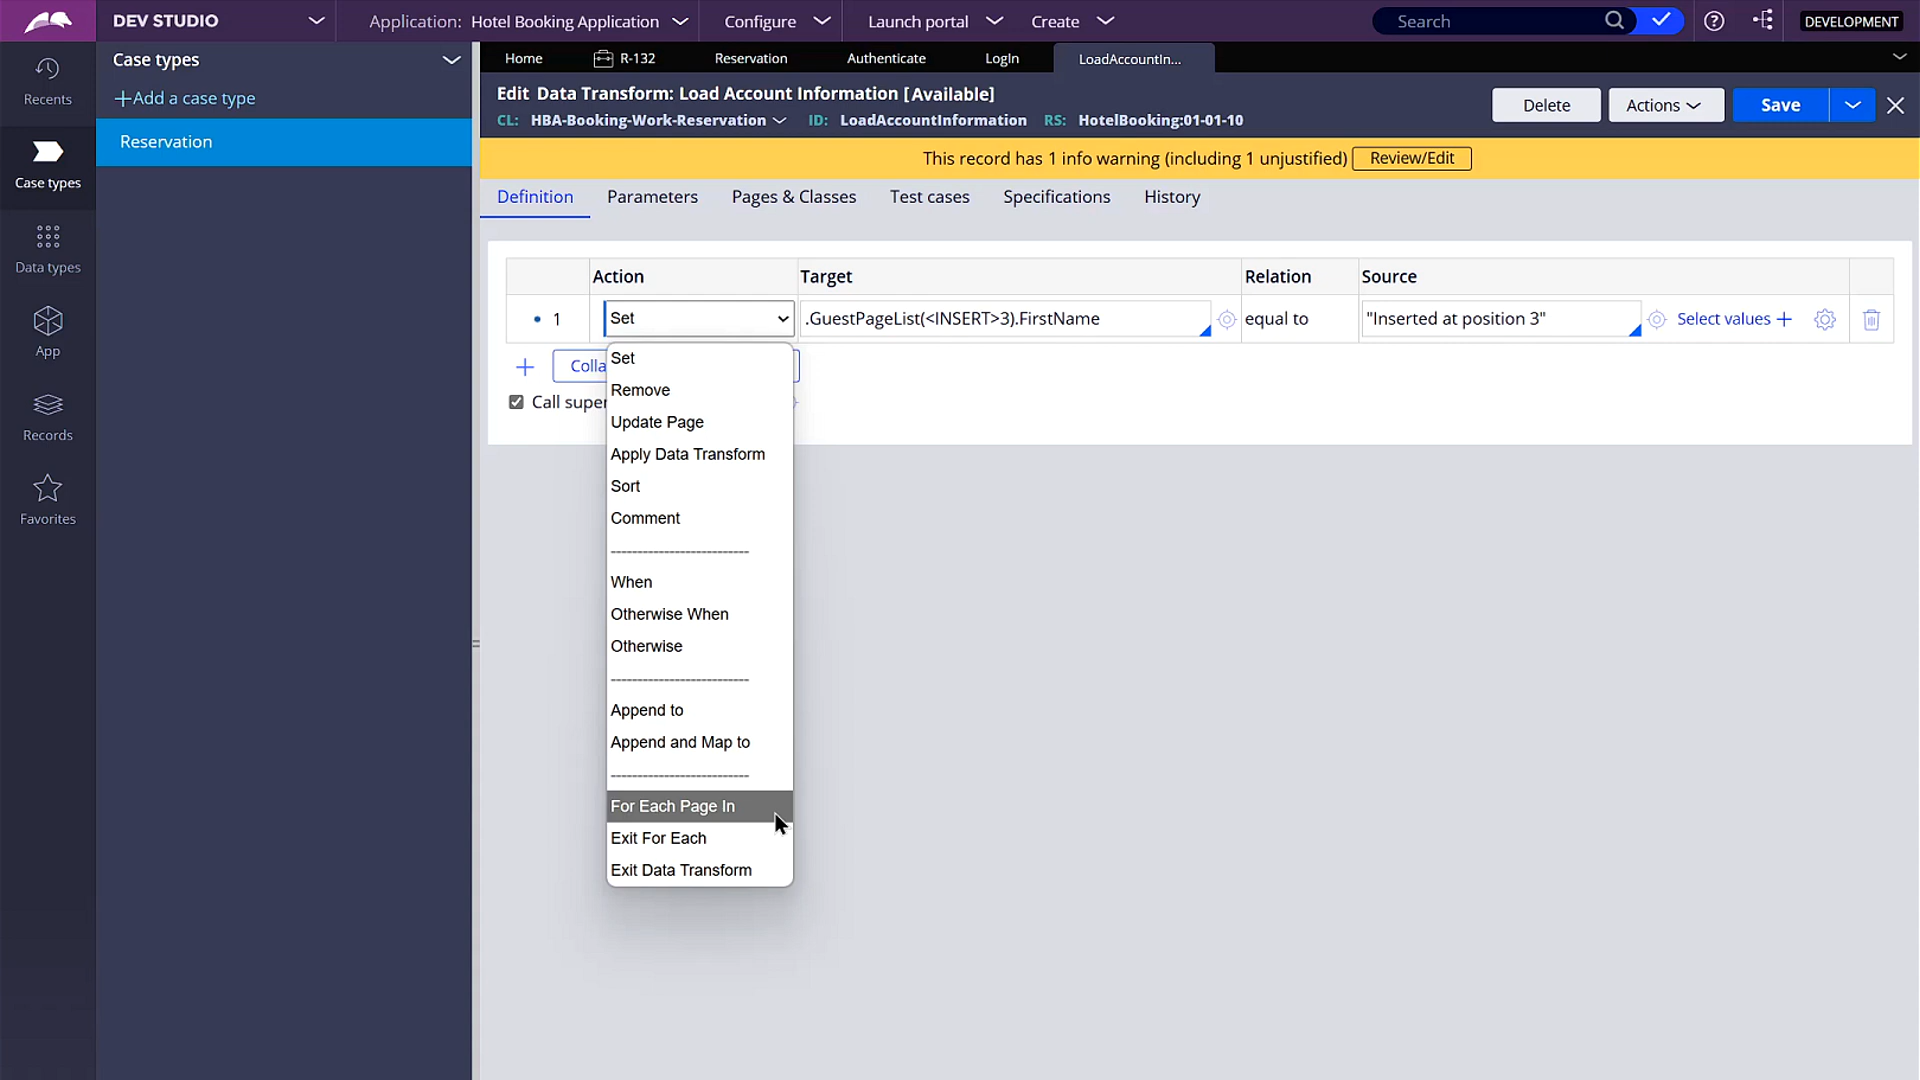 DEV STUDIO
Application: Hotel Booking Application
Configure
Launch portal
Create
Search
DEVELOPMENT
Recents
Case types
Data types
App
Records
Favorites
Case types
+Add a case type
Reservation
Home
R-132
Reservation
Authenticate
LogIn
LoadAccountIn...
Edit Data Transform: Load Account Information [Available]
CL: HBA-Booking-Work-Reservation ID: LoadAccountInformation RS: HotelBooking:01-01-10
Delete
Actions
Save
This record has 1 info warning (including 1 unjustified) Review/Edit
Definition Parameters Pages & Classes Test cases Specifications History
Action Target Relation Source
1 Set .GuestPageList(<INSERT>3).FirstName equal to "Inserted at position 3" Select values +
+ Colla
Call super
Set
Remove
Update Page
Apply Data Transform
Sort
Comment
--------------------------
When
Otherwise When
Otherwise
--------------------------
Append to
Append and Map to
--------------------------
For Each Page In
Exit For Each
Exit Data Transform